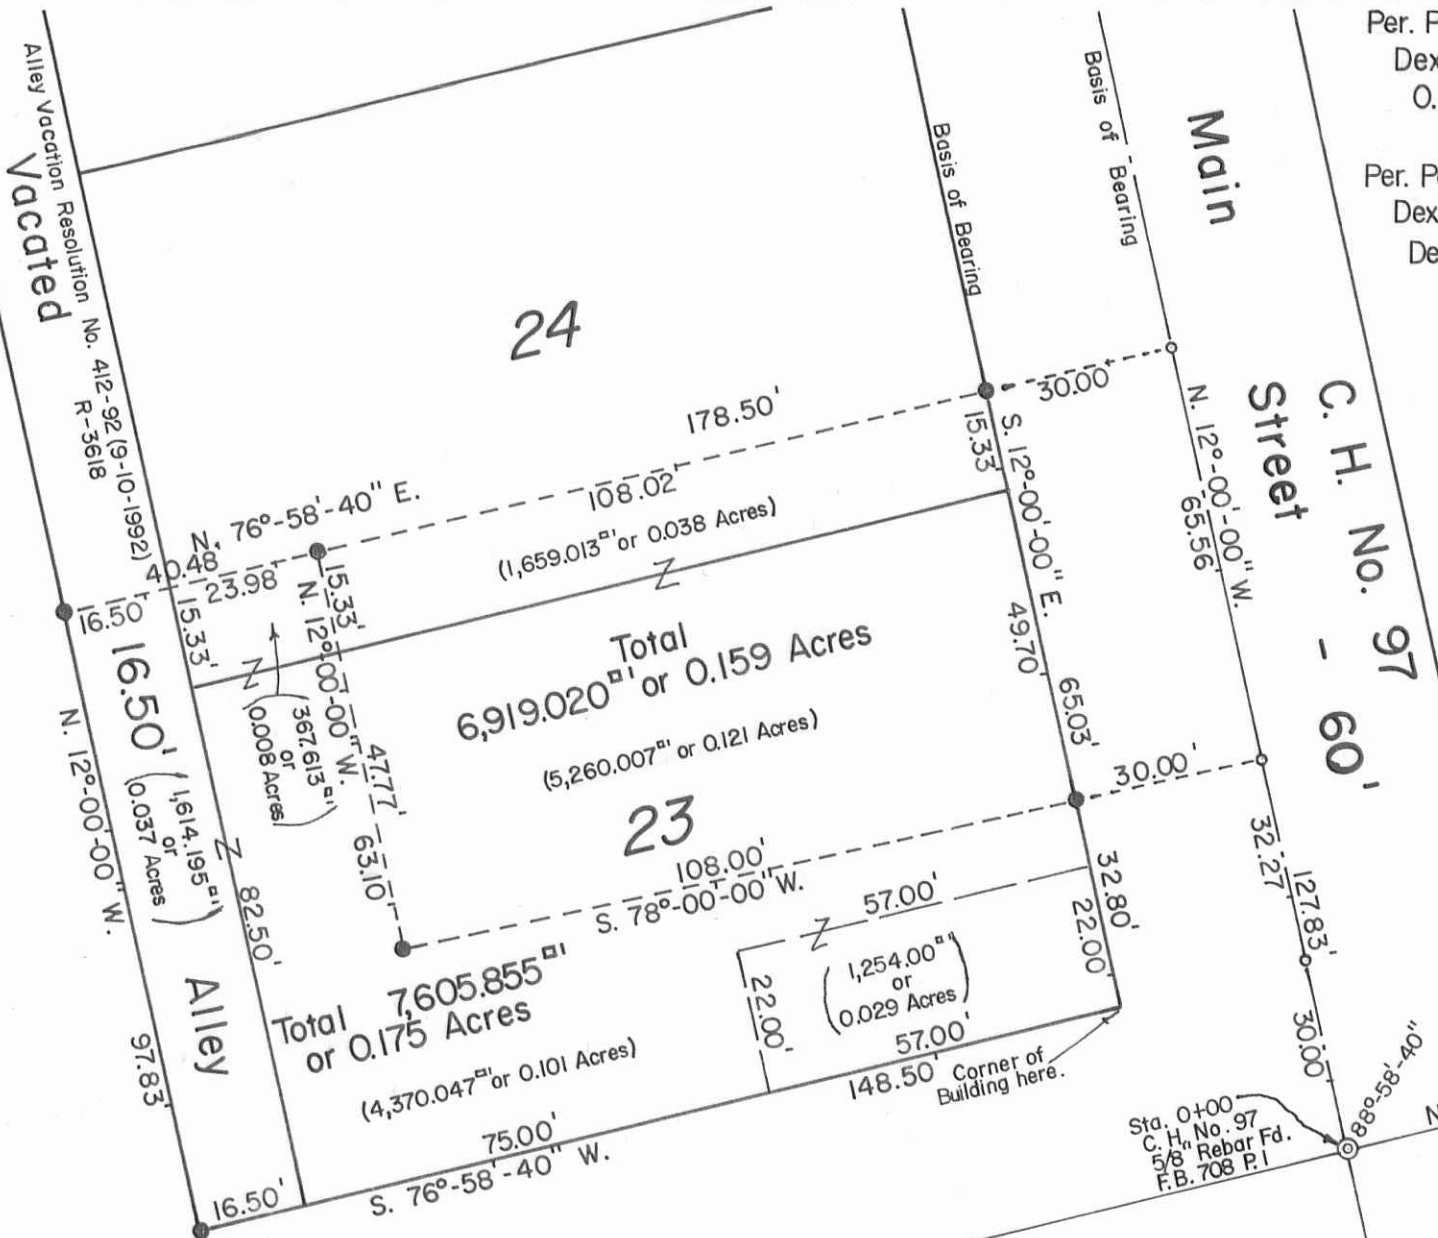 Per. P
Dex
O.
Per. P
Dex
De
Alley Vacation Resolution No. 412-92 (9-10-1992)
R-3618
Vacated
Alley
Basis of Bearing
Basis of Bearing
Main
Street
C. H. No. 97 - 60'
24
178.50'
30.00'
108.02'
N. 76°-58'-40" E.
40.48'
23.98'
16.50'
15.33'
15.33'
15.33'
S. 12°-00'-00" E.
N. 12°-00'-00" W.
65.56'
(1,659.013□' or 0.038 Acres)
Z
Z
N. 12°-00'-00" W.
Total
6,919.020□' or 0.159 Acres
(5,260.007□' or 0.121 Acres)
49.70'
65.03'
16.50'
(1,614.195□'
or
0.037 Acres)
N. 12°-00'-00" W.
(367.613□'
or
0.008 Acres)
47.77'
63.10'
Z
82.50'
23
30.00'
108.00'
S. 78°-00'-00" W.
57.00'
Z
32.80'
22.00'
32.27'
127.83'
22.00'
(1,254.00□'
or
0.029 Acres)
57.00'
148.50'
Corner of
Building here.
Total 7,605.855□'
or 0.175 Acres
(4,370.047□' or 0.101 Acres)
97.83'
75.00'
S. 76°-58'-40" W.
16.50'
30.00'
88°-58'-40"
Sta. 0+00
C. H. No. 97
5/8" Rebar Fd.
F.B. 708 P. 1
N